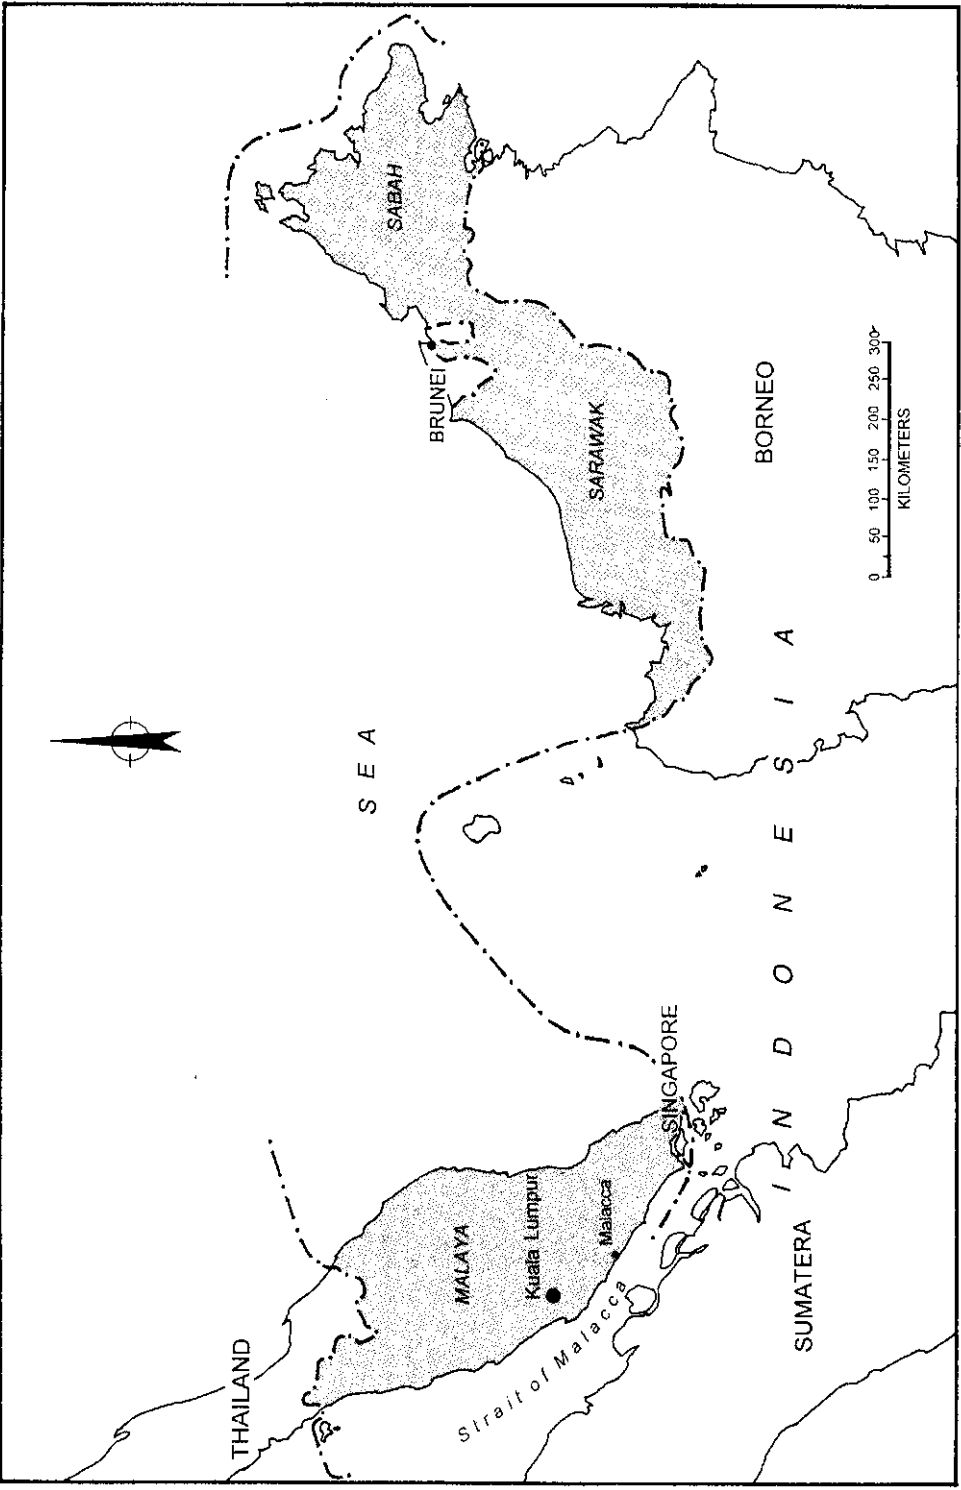 THAILAND
MALAYA
Kuala Lumpur
Malacca
Strait of Malacca
SINGAPORE
SUMATERA
SEA
INDONESIA
BRUNEI
SABAH
SARAWAK
BORNEO
0 50 100 150 200 250 300
KILOMETERS